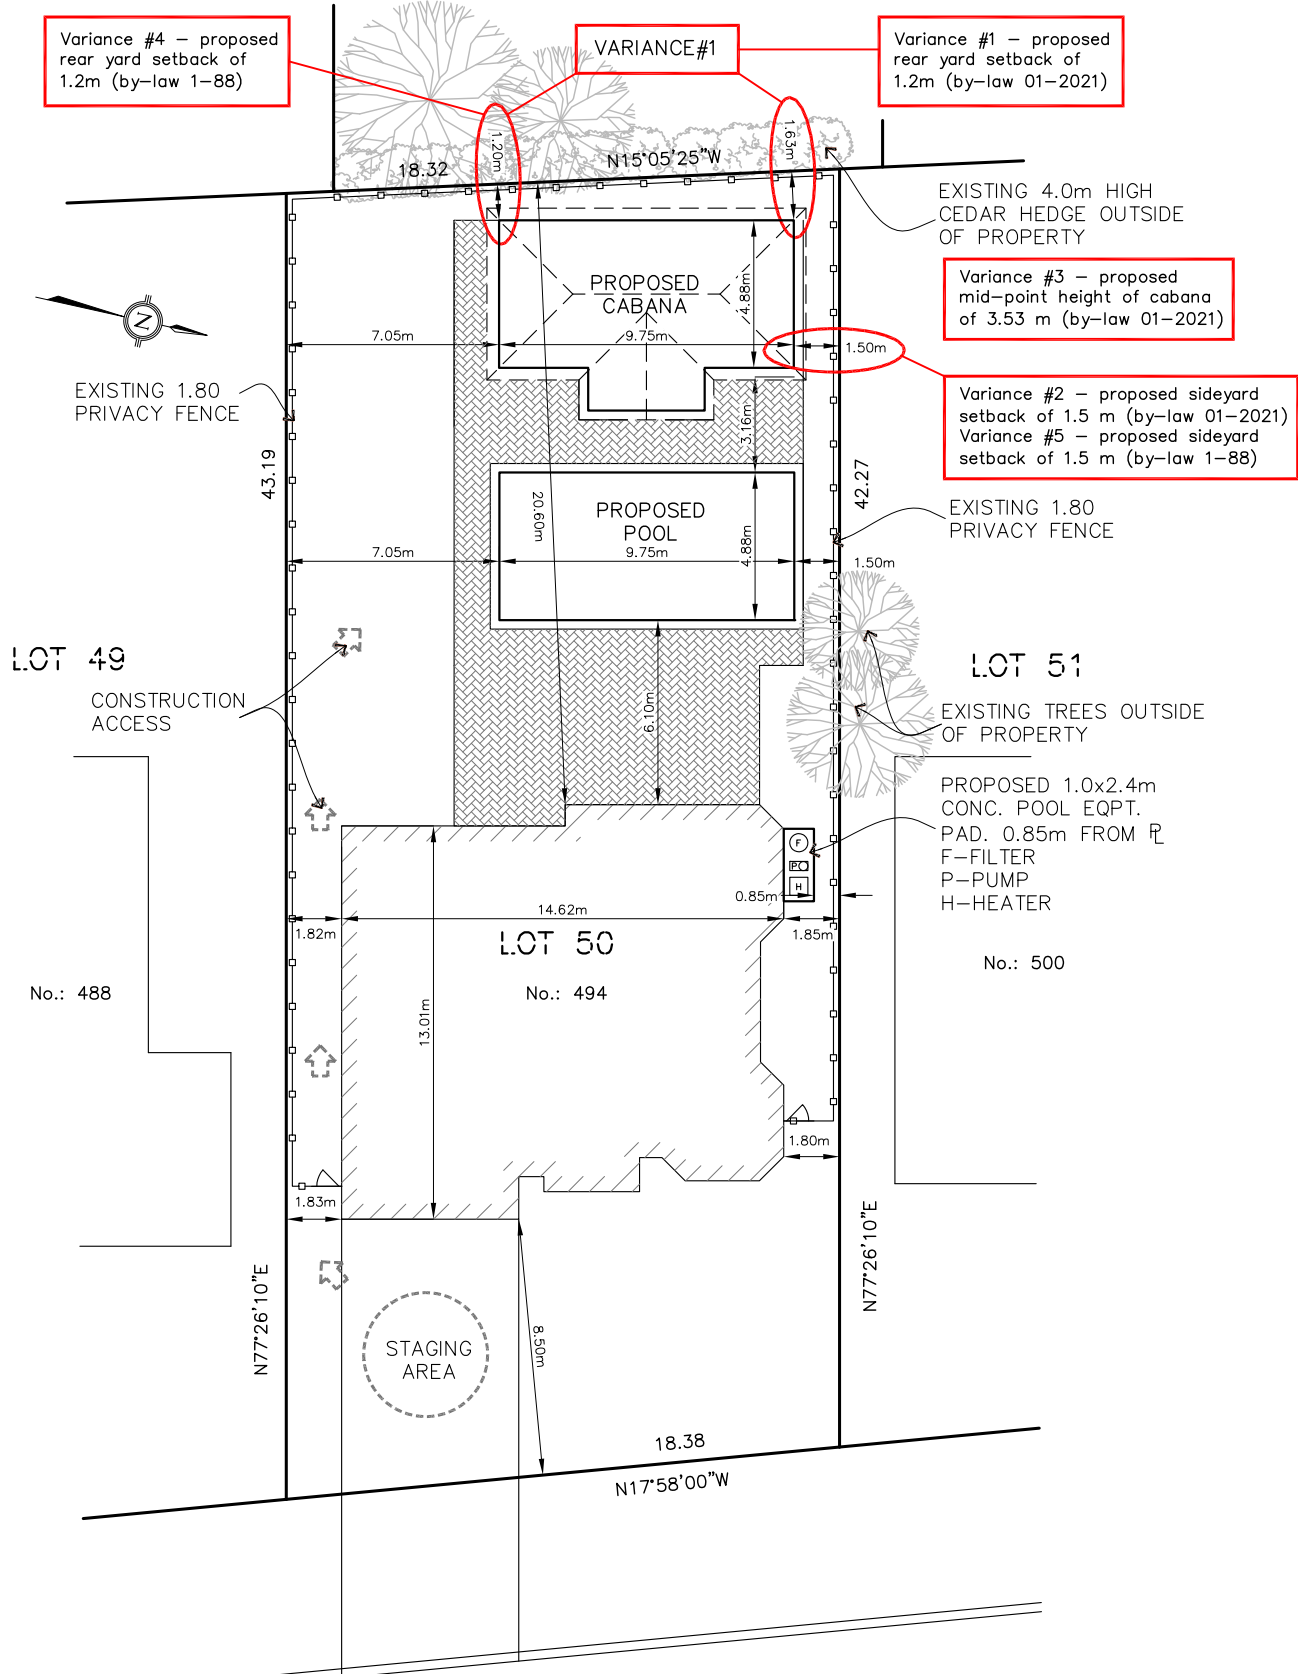 Variance #4 – proposed
rear yard setback of
1.2m (by–law 1–88)
VARIANCE#1
Variance #1 – proposed
rear yard setback of
1.2m (by–law 01–2021)
1.20m
1.63m
18.32
N15°05'25"W
EXISTING 4.0m HIGH
CEDAR HEDGE OUTSIDE
OF PROPERTY
Variance #3 – proposed
mid–point height of cabana
of 3.53 m (by–law 01–2021)
N
PROPOSED
CABANA
4.88m
7.05m
9.75m
1.50m
EXISTING 1.80
PRIVACY FENCE
Variance #2 – proposed sideyard
setback of 1.5 m (by–law 01–2021)
Variance #5 – proposed sideyard
setback of 1.5 m (by–law 1–88)
3.16m
43.19
42.27
20.60m
PROPOSED
POOL
4.88m
EXISTING 1.80
PRIVACY FENCE
7.05m
9.75m
1.50m
LOT 49
LOT 51
CONSTRUCTION
ACCESS
6.10m
EXISTING TREES OUTSIDE
OF PROPERTY
PROPOSED 1.0x2.4m
CONC. POOL EQPT.
PAD. 0.85m FROM PL
F–FILTER
P–PUMP
H–HEATER
F
P
H
0.85m
14.62m
1.82m
1.85m
LOT 50
No.: 500
No.: 488
No.: 494
13.01m
1.80m
1.83m
N77°26'10"E
N77°26'10"E
STAGING
AREA
8.50m
18.38
N17°58'00"W